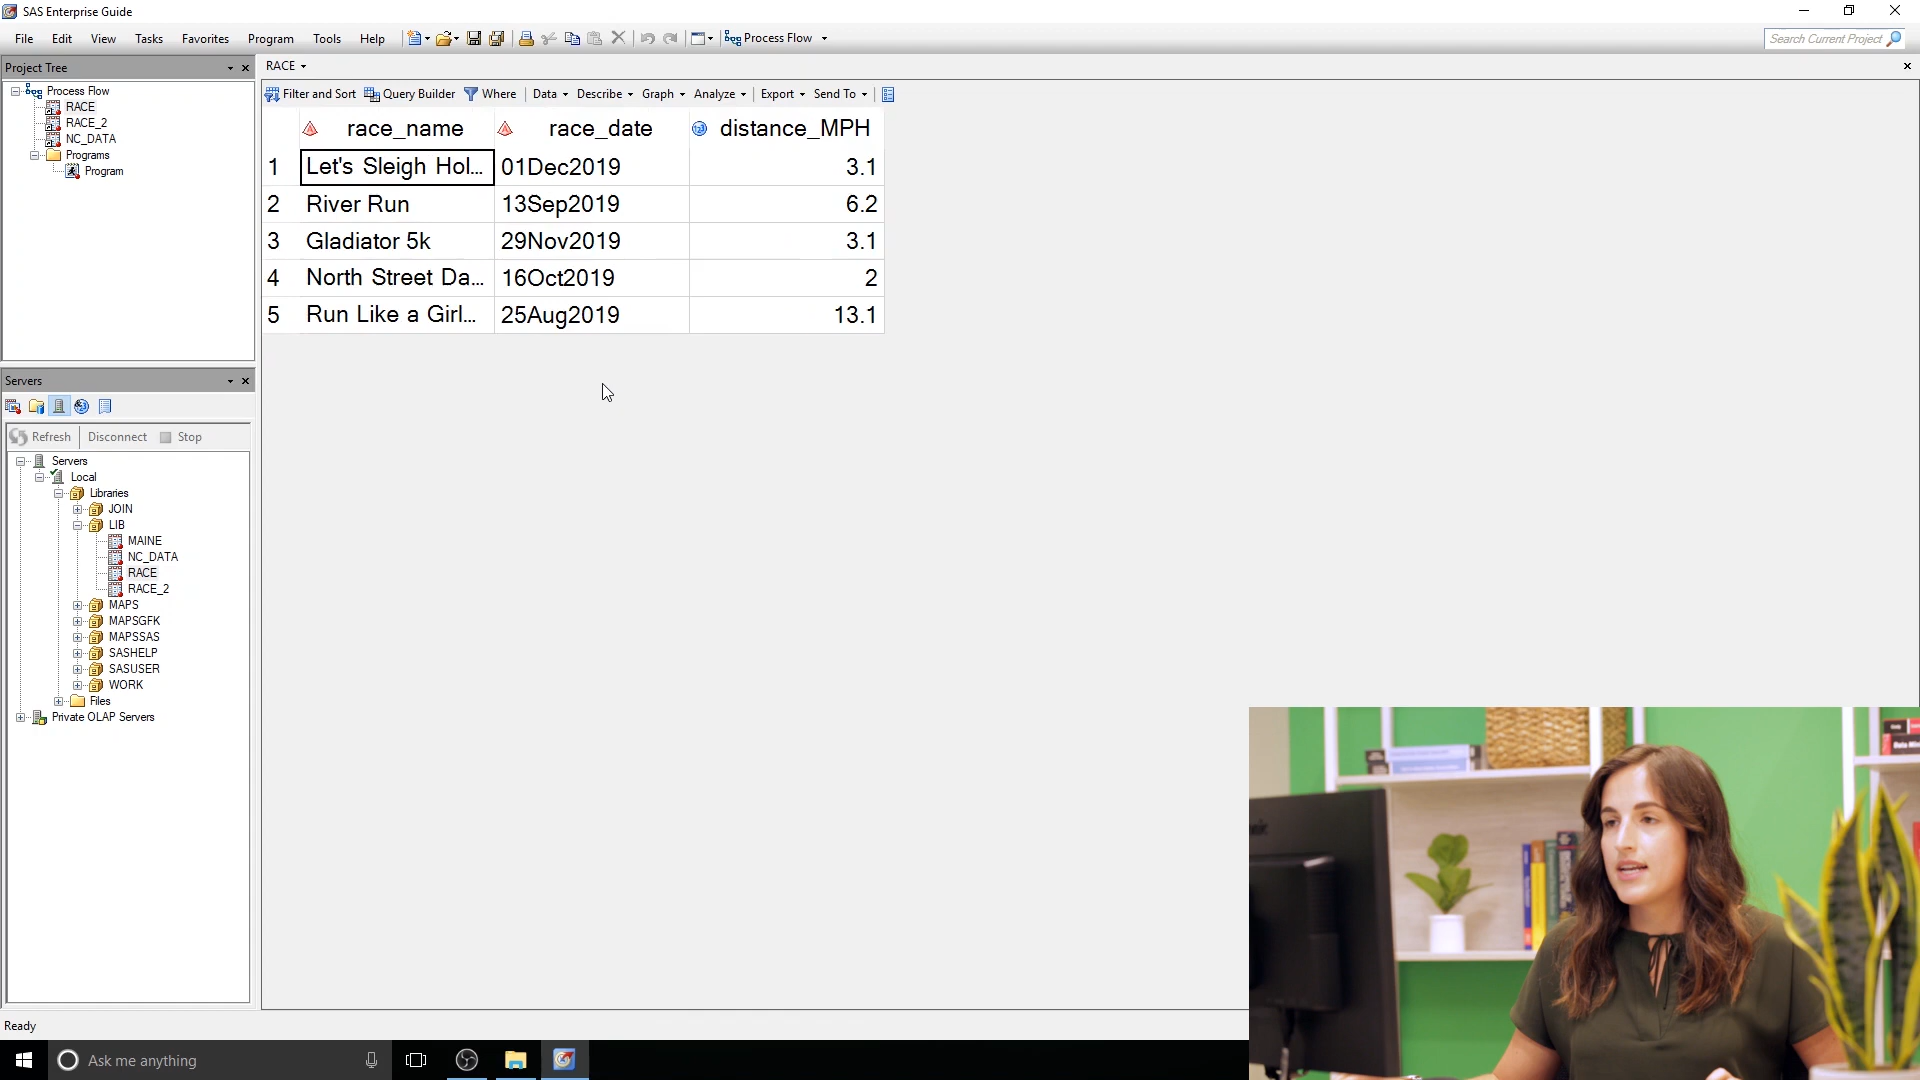 SAS Enterprise Guide
File Edit View Tasks Favorites Program Tools Help Process Flow Search Current Project
Project Tree
Process Flow
RACE
RACE_2
NC_DATA
Programs
Program
Servers
Refresh Disconnect Stop
Servers
Local
Libraries
JOIN
LIB
MAINE
NC_DATA
RACE
RACE_2
MAPS
MAPSGFK
MAPSSAS
SASHELP
SASUSER
WORK
Files
Private OLAP Servers
RACE
Filter and Sort Query Builder Where Data Describe Graph Analyze Export Send To
race_name race_date distance_MPH
1 Let's Sleigh Hol... 01Dec2019 3.1
2 River Run 13Sep2019 6.2
3 Gladiator 5k 29Nov2019 3.1
4 North Street Da... 16Oct2019 2
5 Run Like a Girl... 25Aug2019 13.1
Ready
Ask me anything